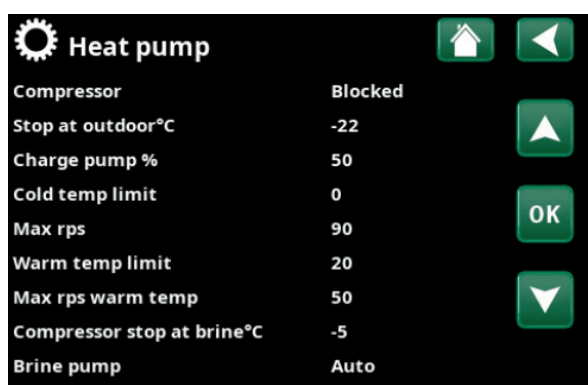 Heat pump
Compressor Blocked
Stop at outdoor°C -22
Charge pump % 50
Cold temp limit 0
Max rps 90
OK
Warm temp limit 20
Max rps warm temp 50
Compressor stop at brine°C -5
Brine pump Auto